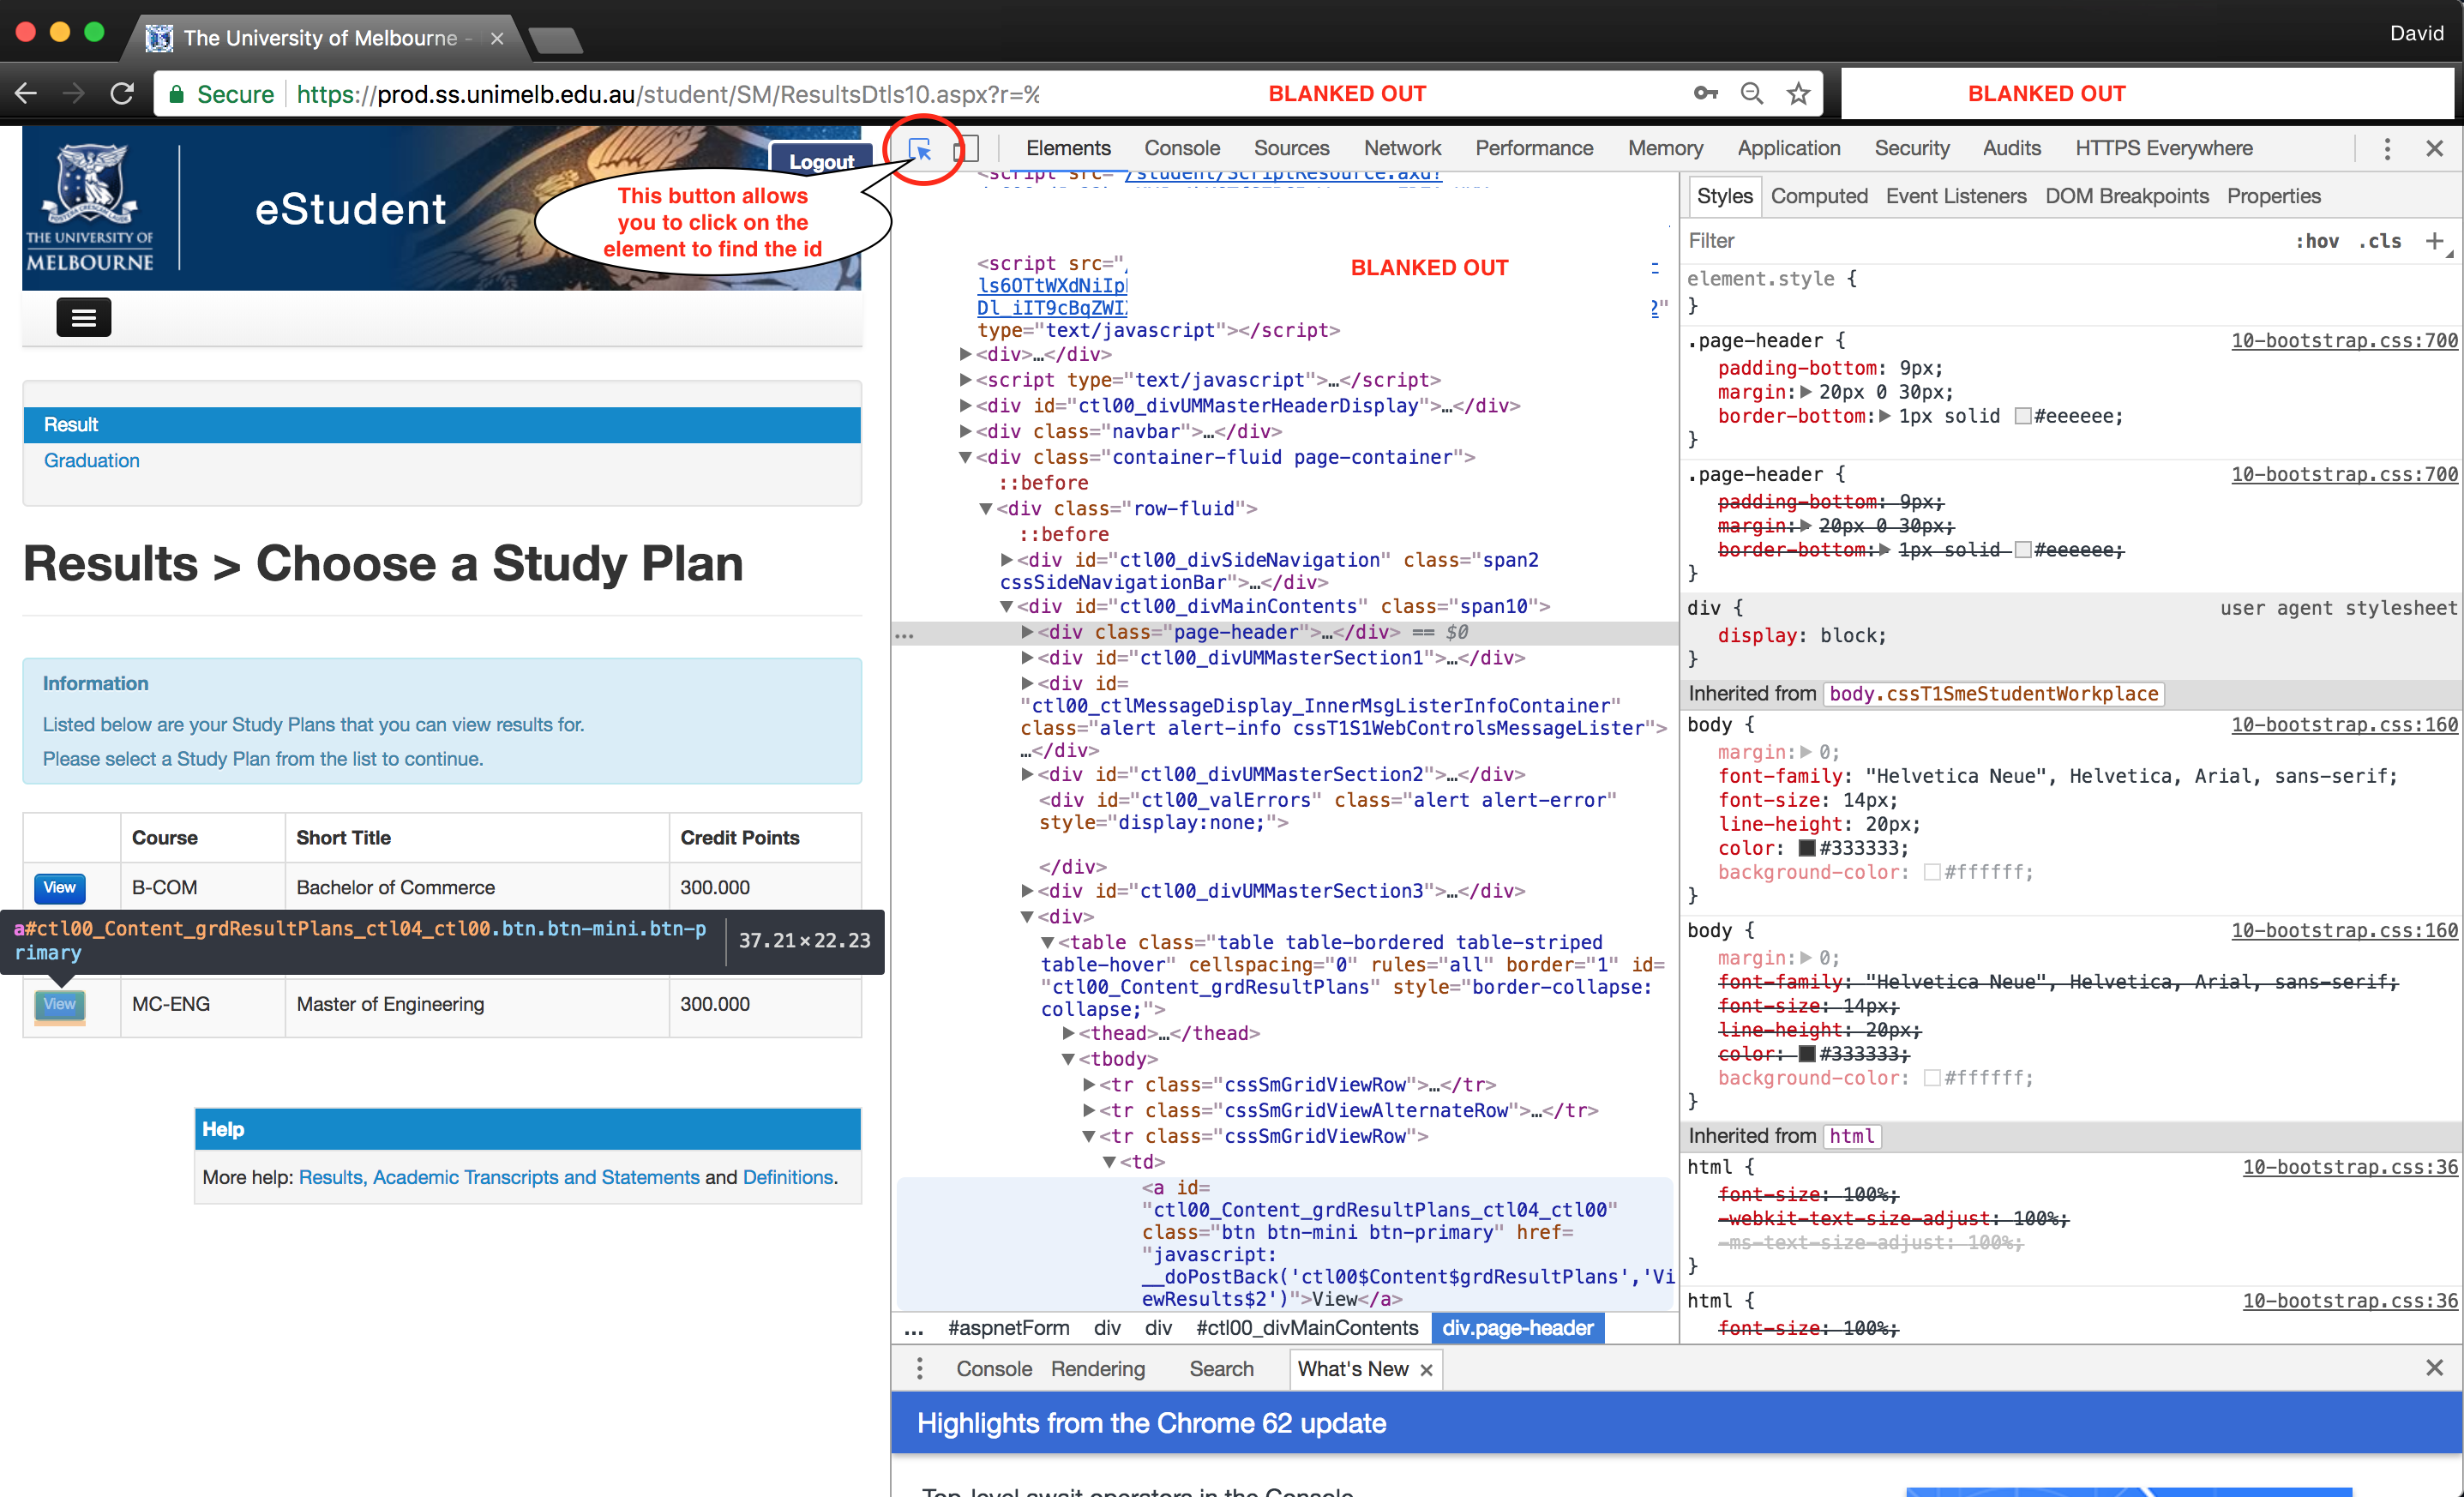 The University of Melbourne -
David
Secure https://prod.ss.unimelb.edu.au/student/SM/ResultsDtls10.aspx?r=%
BLANKED OUT
BLANKED OUT
THE UNIVERSITY OF
MELBOURNE
eStudent
Logout
This button allows
you to click on the
element to find the id
Result
Graduation
Results > Choose a Study Plan
Information
Listed below are your Study Plans that you can view results for.
Please select a Study Plan from the list to continue.
Course Short Title Credit Points
View B-COM Bachelor of Commerce 300.000
a#ctl00_Content_grdResultPlans_ctl04_ctl00.btn.btn-mini.btn-p
rimary
37.21×22.23
View MC-ENG Master of Engineering 300.000
Help
More help: Results, Academic Transcripts and Statements and Definitions.
Elements Console Sources Network Performance Memory Application Security Audits HTTPS Everywhere
<script src="/student/ScriptResource.axd?
BLANKED OUT
<script src="
ls6OTtWXdNiIp
Dl_iIT9cBqZWI
2"
type="text/javascript"></script>
<div>…</div>
<script type="text/javascript">…</script>
<div id="ctl00_divUMMasterHeaderDisplay">…</div>
<div class="navbar">…</div>
<div class="container-fluid page-container">
::before
<div class="row-fluid">
::before
<div id="ctl00_divSideNavigation" class="span2
cssSideNavigationBar">…</div>
<div id="ctl00_divMainContents" class="span10">
… <div class="page-header">…</div> == $0
<div id="ctl00_divUMMasterSection1">…</div>
<div id=
"ctl00_ctlMessageDisplay_InnerMsgListerInfoContainer"
class="alert alert-info cssT1S1WebControlsMessageLister">
…</div>
<div id="ctl00_divUMMasterSection2">…</div>
<div id="ctl00_valErrors" class="alert alert-error"
style="display:none;">
</div>
<div id="ctl00_divUMMasterSection3">…</div>
<div>
<table class="table table-bordered table-striped
table-hover" cellspacing="0" rules="all" border="1" id=
"ctl00_Content_grdResultPlans" style="border-collapse:
collapse;">
<thead>…</thead>
<tbody>
<tr class="cssSmGridViewRow">…</tr>
<tr class="cssSmGridViewAlternateRow">…</tr>
<tr class="cssSmGridViewRow">
<td>
<a id=
"ctl00_Content_grdResultPlans_ctl04_ctl00"
class="btn btn-mini btn-primary" href=
"javascript:
__doPostBack('ctl00$Content$grdResultPlans','Vi
ewResults$2')">View</a>
... #aspnetForm div div #ctl00_divMainContents div.page-header
Styles Computed Event Listeners DOM Breakpoints Properties
Filter :hov .cls +
element.style {
}
.page-header { 10-bootstrap.css:700
padding-bottom: 9px;
margin: 20px 0 30px;
border-bottom: 1px solid #eeeeee;
}
.page-header { 10-bootstrap.css:700
padding-bottom: 9px;
margin: 20px 0 30px;
border-bottom: 1px solid #eeeeee;
}
div { user agent stylesheet
display: block;
}
Inherited from body.cssT1SmeStudentWorkplace
body { 10-bootstrap.css:160
margin: 0;
font-family: "Helvetica Neue", Helvetica, Arial, sans-serif;
font-size: 14px;
line-height: 20px;
color: #333333;
background-color: #ffffff;
}
body { 10-bootstrap.css:160
margin: 0;
font-family: "Helvetica Neue", Helvetica, Arial, sans-serif;
font-size: 14px;
line-height: 20px;
color: #333333;
background-color: #ffffff;
}
Inherited from html
html { 10-bootstrap.css:36
font-size: 100%;
-webkit-text-size-adjust: 100%;
-ms-text-size-adjust: 100%;
}
html { 10-bootstrap.css:36
font-size: 100%;
Console Rendering Search What's New
Highlights from the Chrome 62 update
Top-level await operators in the Console